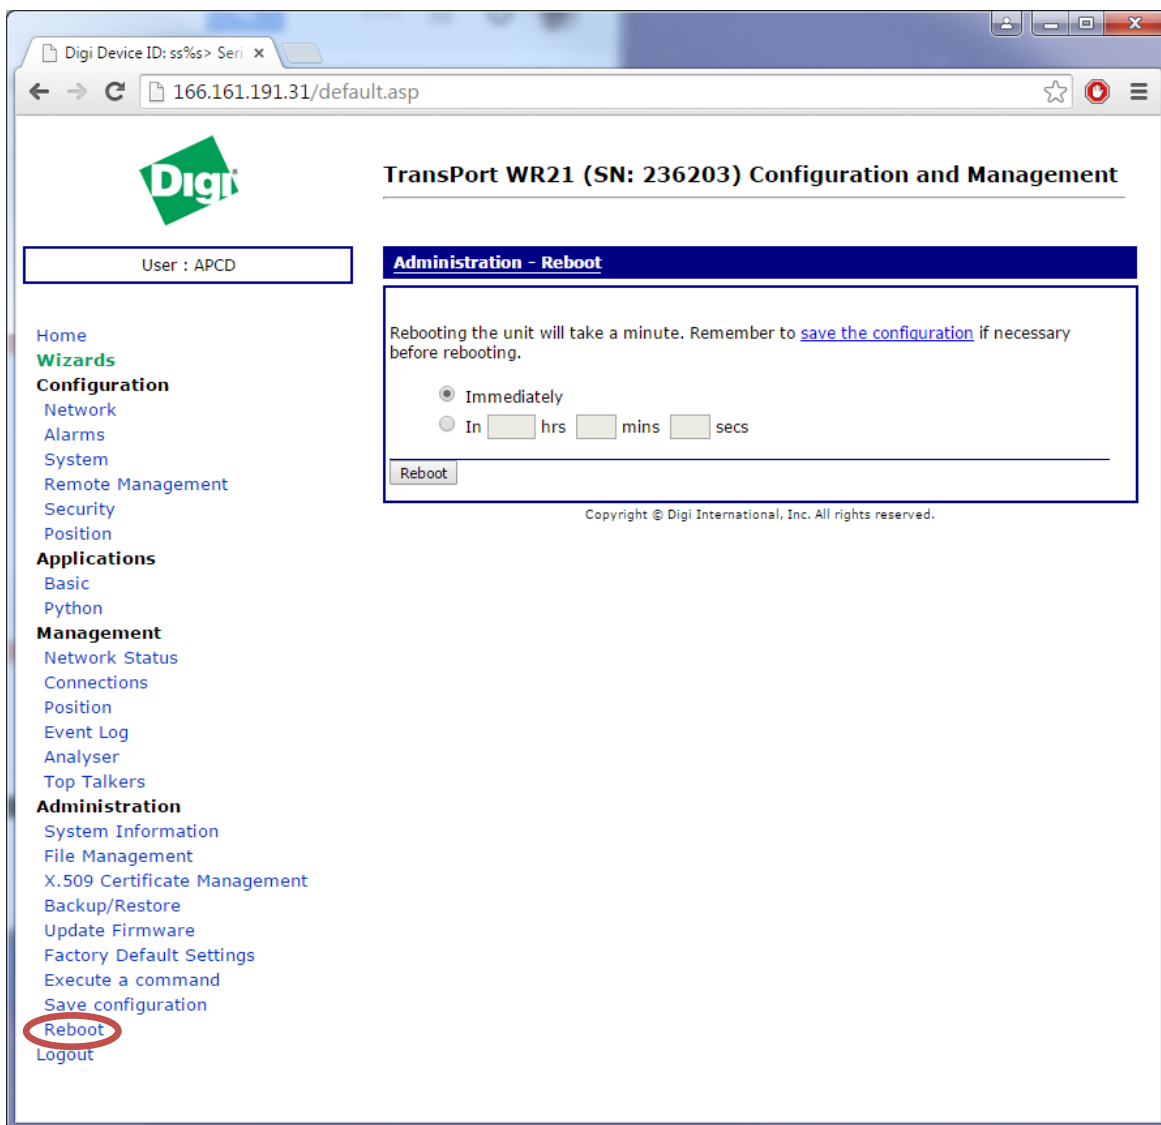 Digi Device ID: ss%s> Seri
166.161.191.31/default.asp
Digi
TransPort WR21 (SN: 236203) Configuration and Management
User : APCD
Administration - Reboot
Home
Wizards
Configuration
Network
Alarms
System
Remote Management
Security
Position
Applications
Basic
Python
Management
Network Status
Connections
Position
Event Log
Analyser
Top Talkers
Administration
System Information
File Management
X.509 Certificate Management
Backup/Restore
Update Firmware
Factory Default Settings
Execute a command
Save configuration
Reboot
Logout
Rebooting the unit will take a minute. Remember to save the configuration if necessary
before rebooting.
Immediately
In hrs mins secs
Reboot
Copyright © Digi International, Inc. All rights reserved.